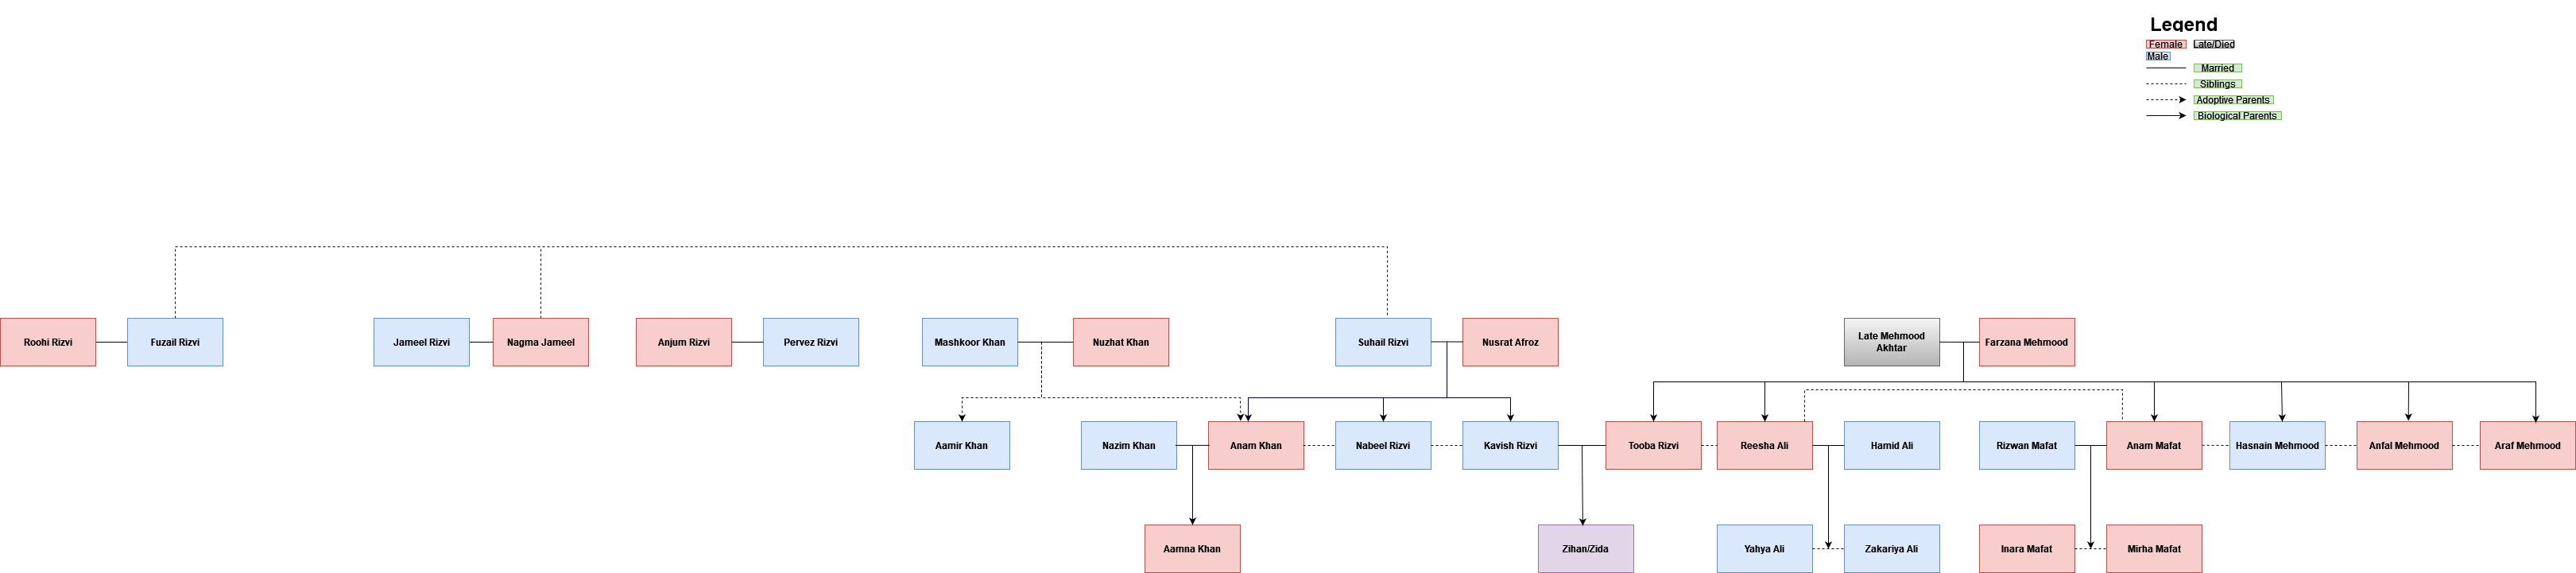 Legend
Female
Late/Died
Male
Married
Siblings
Adoptive Parents
Biological Parents
Roohi Rizvi
Fuzail Rizvi
Jameel Rizvi
Nagma Jameel
Anjum Rizvi
Pervez Rizvi
Mashkoor Khan
Nuzhat Khan
Suhail Rizvi
Nusrat Afroz
Late Mehmood
Akhtar
Farzana Mehmood
Aamir Khan
Nazim Khan
Anam Khan
Nabeel Rizvi
Kavish Rizvi
Tooba Rizvi
Reesha Ali
Hamid Ali
Rizwan Mafat
Anam Mafat
Hasnain Mehmood
Anfal Mehmood
Araf Mehmood
Aamna Khan
Zihan/Zida
Yahya Ali
Zakariya Ali
Inara Mafat
Mirha Mafat